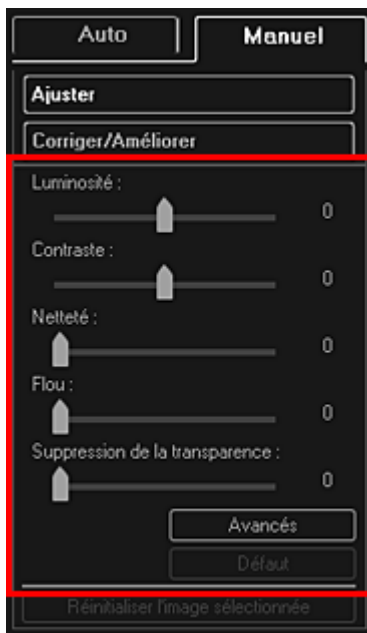 Auto Manuel
Ajuster
Corriger/Améliorer
Luminosité :
0
Contraste :
0
Netteté :
0
Flou :
0
Suppression de la transparence :
0
Avancés
Défaut
Réinitialiser l'image sélectionnée